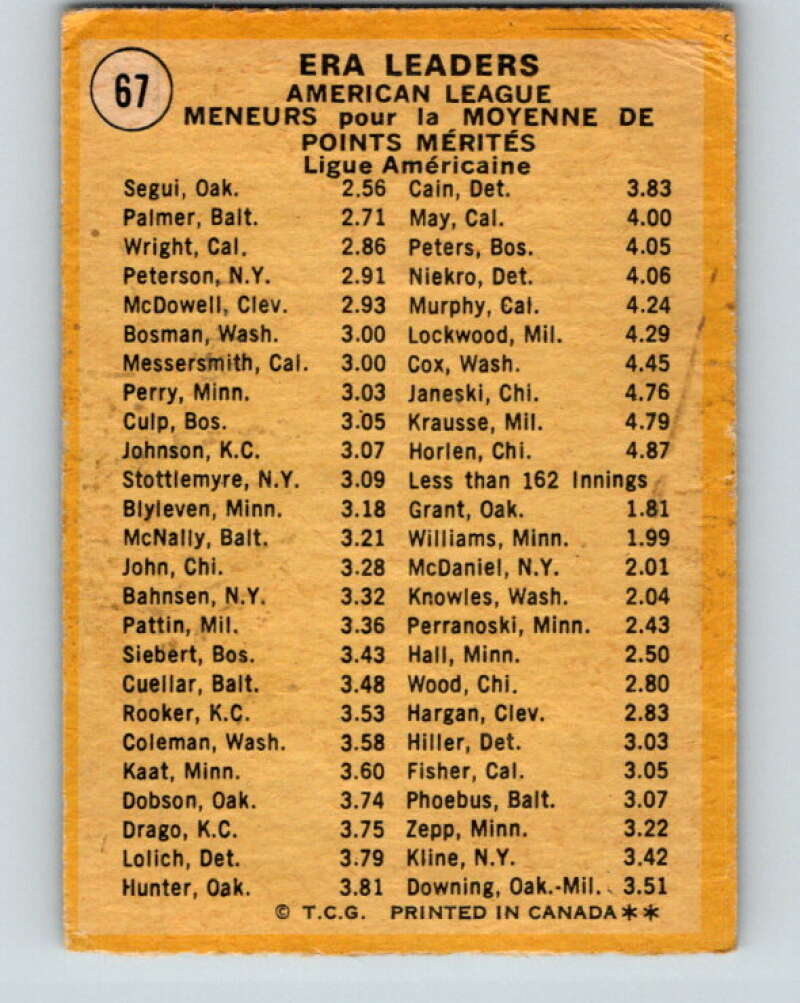 67
ERA LEADERS
AMERICAN LEAGUE
MENEURS pour la MOYENNE DE
POINTS MÉRITÉS
Ligue Américaine
Segui, Oak. 2.56
Palmer, Balt. 2.71
Wright, Cal. 2.86
Peterson, N.Y. 2.91
McDowell, Clev. 2.93
Bosman, Wash. 3.00
Messersmith, Cal. 3.00
Perry, Minn. 3.03
Culp, Bos. 3.05
Johnson, K.C. 3.07
Stottlemyre, N.Y. 3.09
Blyleven, Minn. 3.18
McNally, Balt. 3.21
John, Chi. 3.28
Bahnsen, N.Y. 3.32
Pattin, Mil. 3.36
Siebert, Bos. 3.43
Cuellar, Balt. 3.48
Rooker, K.C. 3.53
Coleman, Wash. 3.58
Kaat, Minn. 3.60
Dobson, Oak. 3.74
Drago, K.C. 3.75
Lolich, Det. 3.79
Hunter, Oak. 3.81
Cain, Det. 3.83
May, Cal. 4.00
Peters, Bos. 4.05
Niekro, Det. 4.06
Murphy, Cal. 4.24
Lockwood, Mil. 4.29
Cox, Wash. 4.45
Janeski, Chi. 4.76
Krausse, Mil. 4.79
Horlen, Chi. 4.87
Less than 162 Innings
Grant, Oak. 1.81
Williams, Minn. 1.99
McDaniel, N.Y. 2.01
Knowles, Wash. 2.04
Perranoski, Minn. 2.43
Hall, Minn. 2.50
Wood, Chi. 2.80
Hargan, Clev. 2.83
Hiller, Det. 3.03
Fisher, Cal. 3.05
Phoebus, Balt. 3.07
Zepp, Minn. 3.22
Kline, N.Y. 3.42
Downing, Oak.-Mil. 3.51
© T.C.G. PRINTED IN CANADA**